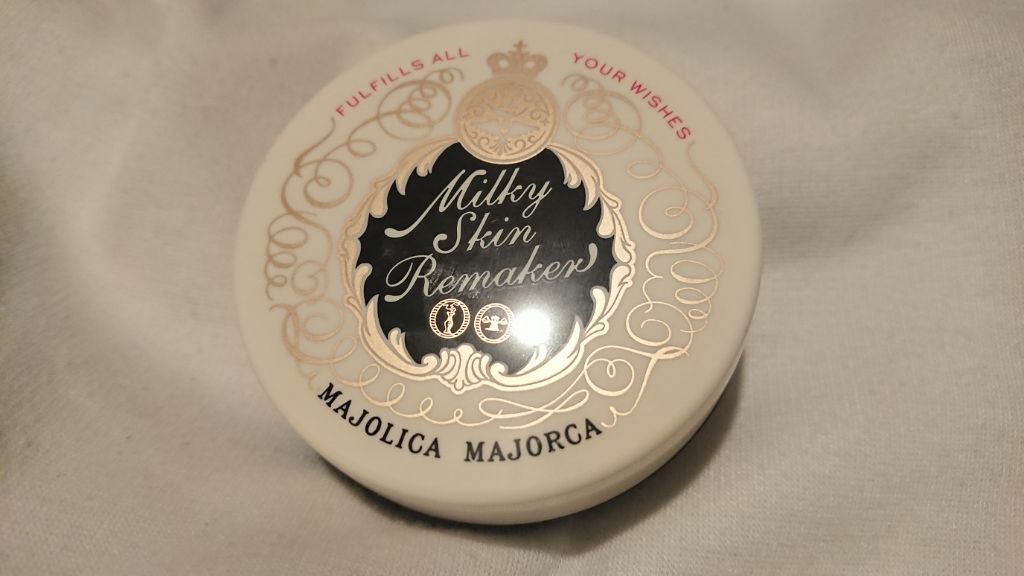 FULFILLS ALL YOUR WISHES
Milky
Skin
Remaker
MAJOLICA MAJORCA